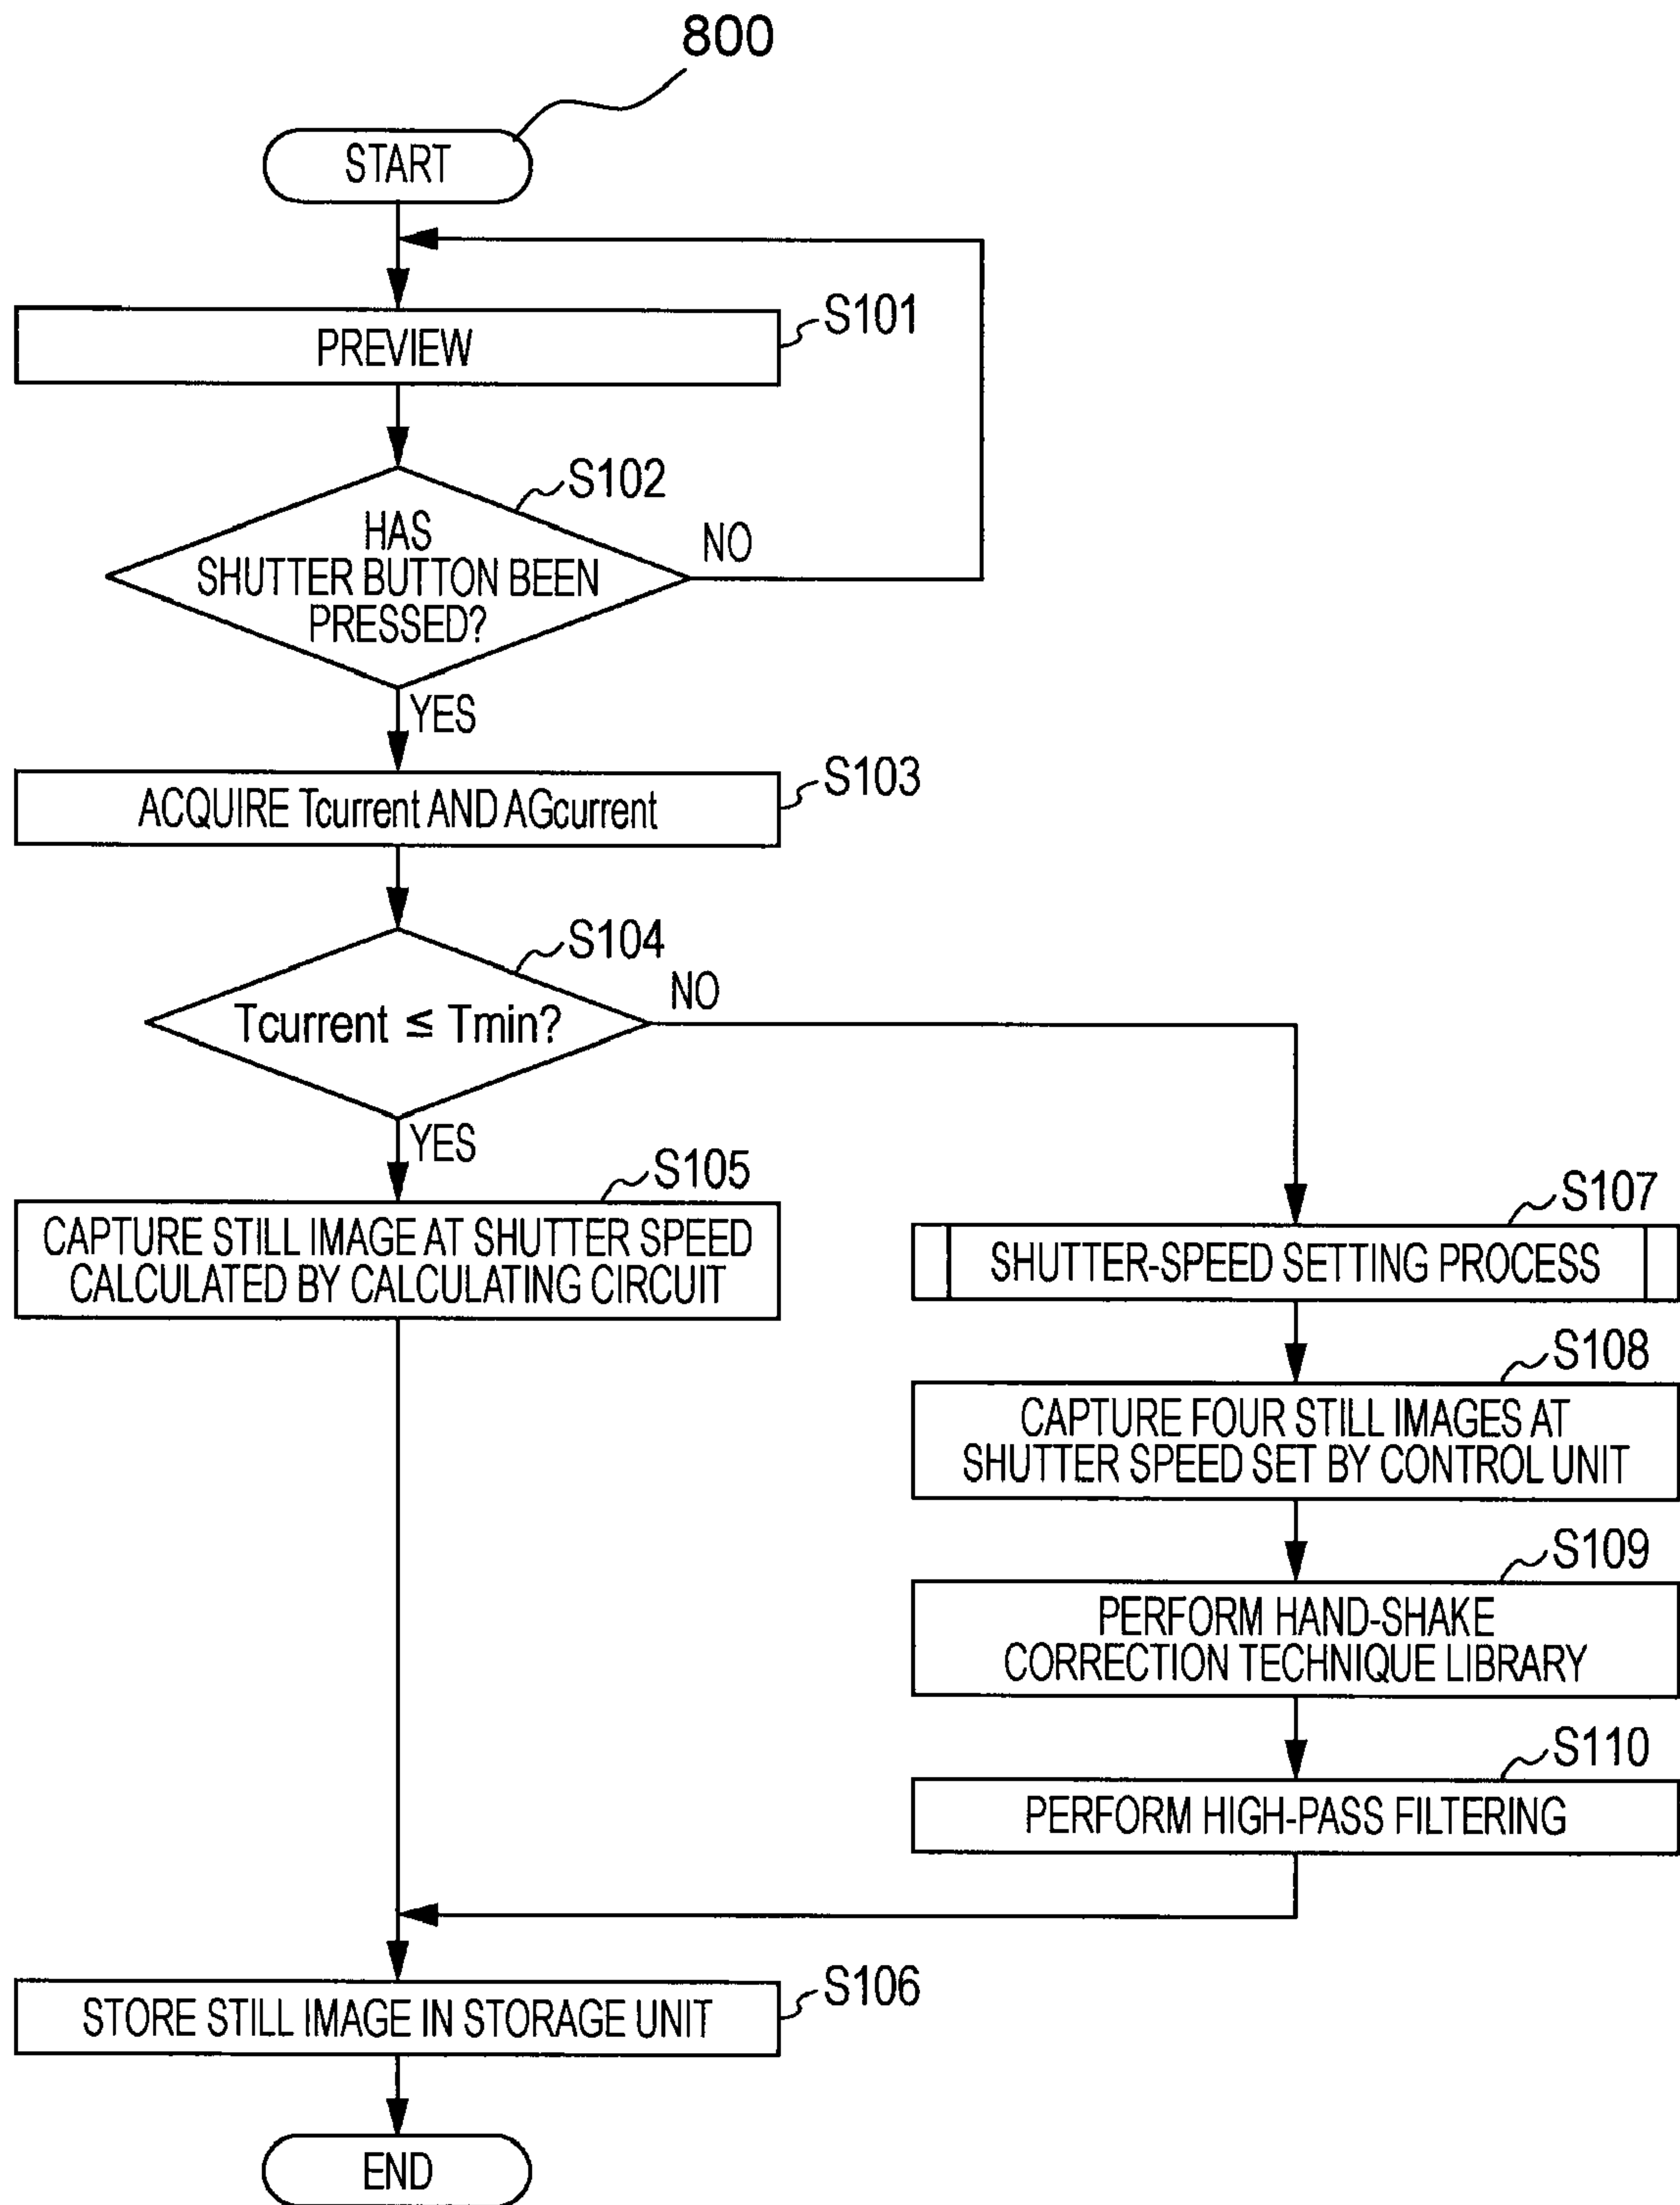 800
START
PREVIEW
S101
S102
HAS
SHUTTER BUTTON BEEN
PRESSED?
NO
YES
ACQUIRE Tcurrent AND AGcurrent
S103
S104
Tcurrent ≤ Tmin?
NO
YES
S105
CAPTURE STILL IMAGE AT SHUTTER SPEED
CALCULATED BY CALCULATING CIRCUIT
S107
SHUTTER-SPEED SETTING PROCESS
S108
CAPTURE FOUR STILL IMAGES AT
SHUTTER SPEED SET BY CONTROL UNIT
S109
PERFORM HAND-SHAKE
CORRECTION TECHNIQUE LIBRARY
S110
PERFORM HIGH-PASS FILTERING
STORE STILL IMAGE IN STORAGE UNIT
S106
END